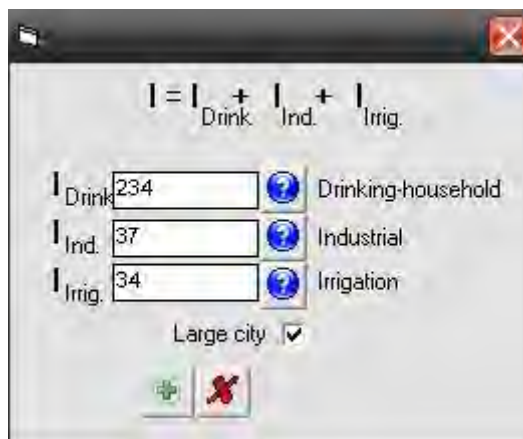 I = I Drink. + I Ind. + I Irrig.
I Drink 234 Drinking-household
I Ind. 37 Industrial
I Irrig. 34 Irrigation
Large city